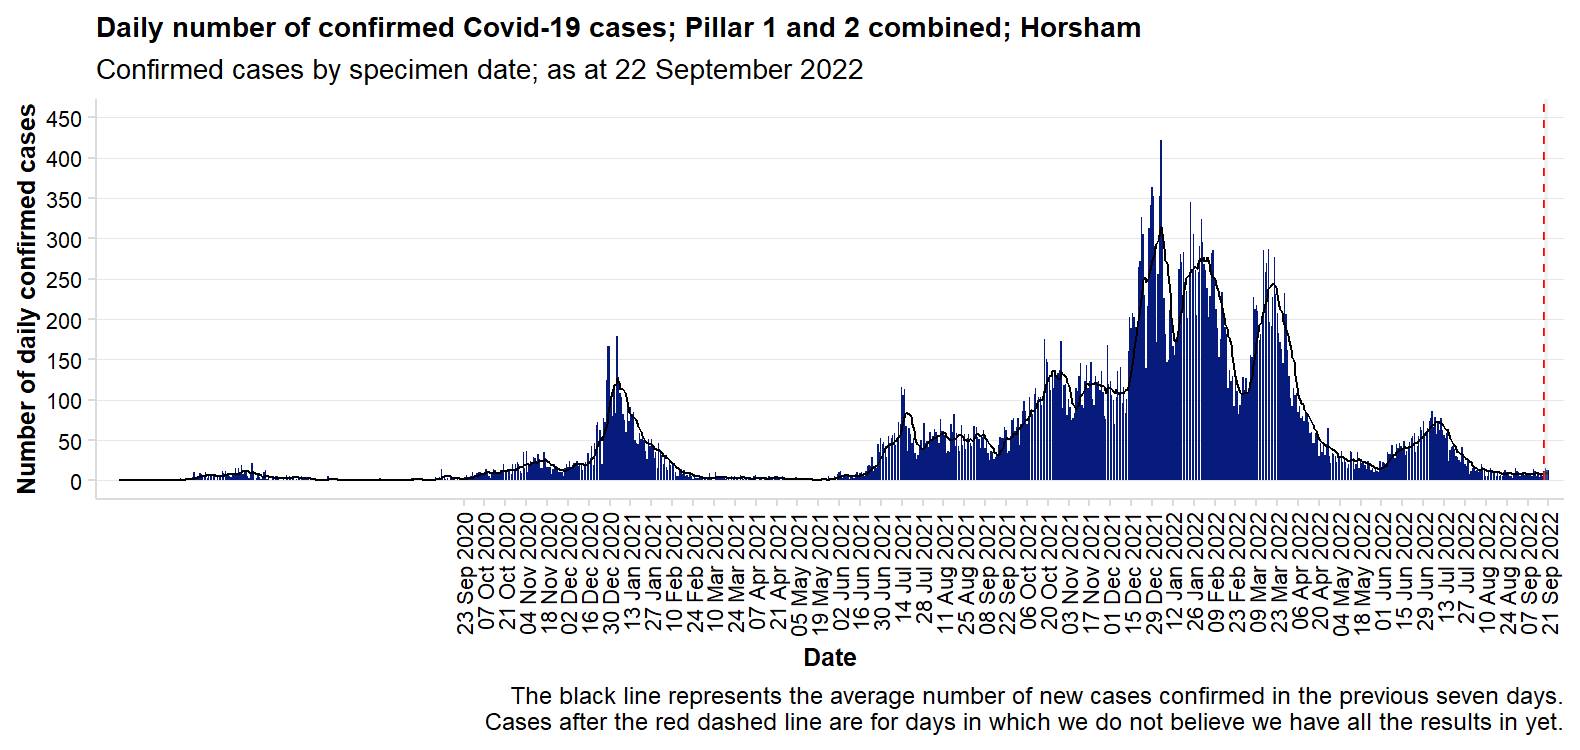 Daily number of confirmed Covid-19 cases; Pillar 1 and 2 combined; Horsham
Confirmed cases by specimen date; as at 22 September 2022
Number of daily confirmed cases
450
400
350
300
250
200
150
100
50
0
23 Sep 2020
07 Oct 2020
21 Oct 2020
04 Nov 2020
18 Nov 2020
02 Dec 2020
16 Dec 2020
30 Dec 2020
13 Jan 2021
27 Jan 2021
10 Feb 2021
24 Feb 2021
10 Mar 2021
24 Mar 2021
07 Apr 2021
21 Apr 2021
05 May 2021
19 May 2021
02 Jun 2021
16 Jun 2021
30 Jun 2021
14 Jul 2021
28 Jul 2021
11 Aug 2021
25 Aug 2021
08 Sep 2021
22 Sep 2021
06 Oct 2021
20 Oct 2021
03 Nov 2021
17 Nov 2021
01 Dec 2021
15 Dec 2021
29 Dec 2021
12 Jan 2022
26 Jan 2022
09 Feb 2022
23 Feb 2022
09 Mar 2022
23 Mar 2022
06 Apr 2022
20 Apr 2022
04 May 2022
18 May 2022
01 Jun 2022
15 Jun 2022
29 Jun 2022
13 Jul 2022
27 Jul 2022
10 Aug 2022
24 Aug 2022
07 Sep 2022
21 Sep 2022
Date
The black line represents the average number of new cases confirmed in the previous seven days.
Cases after the red dashed line are for days in which we do not believe we have all the results in yet.